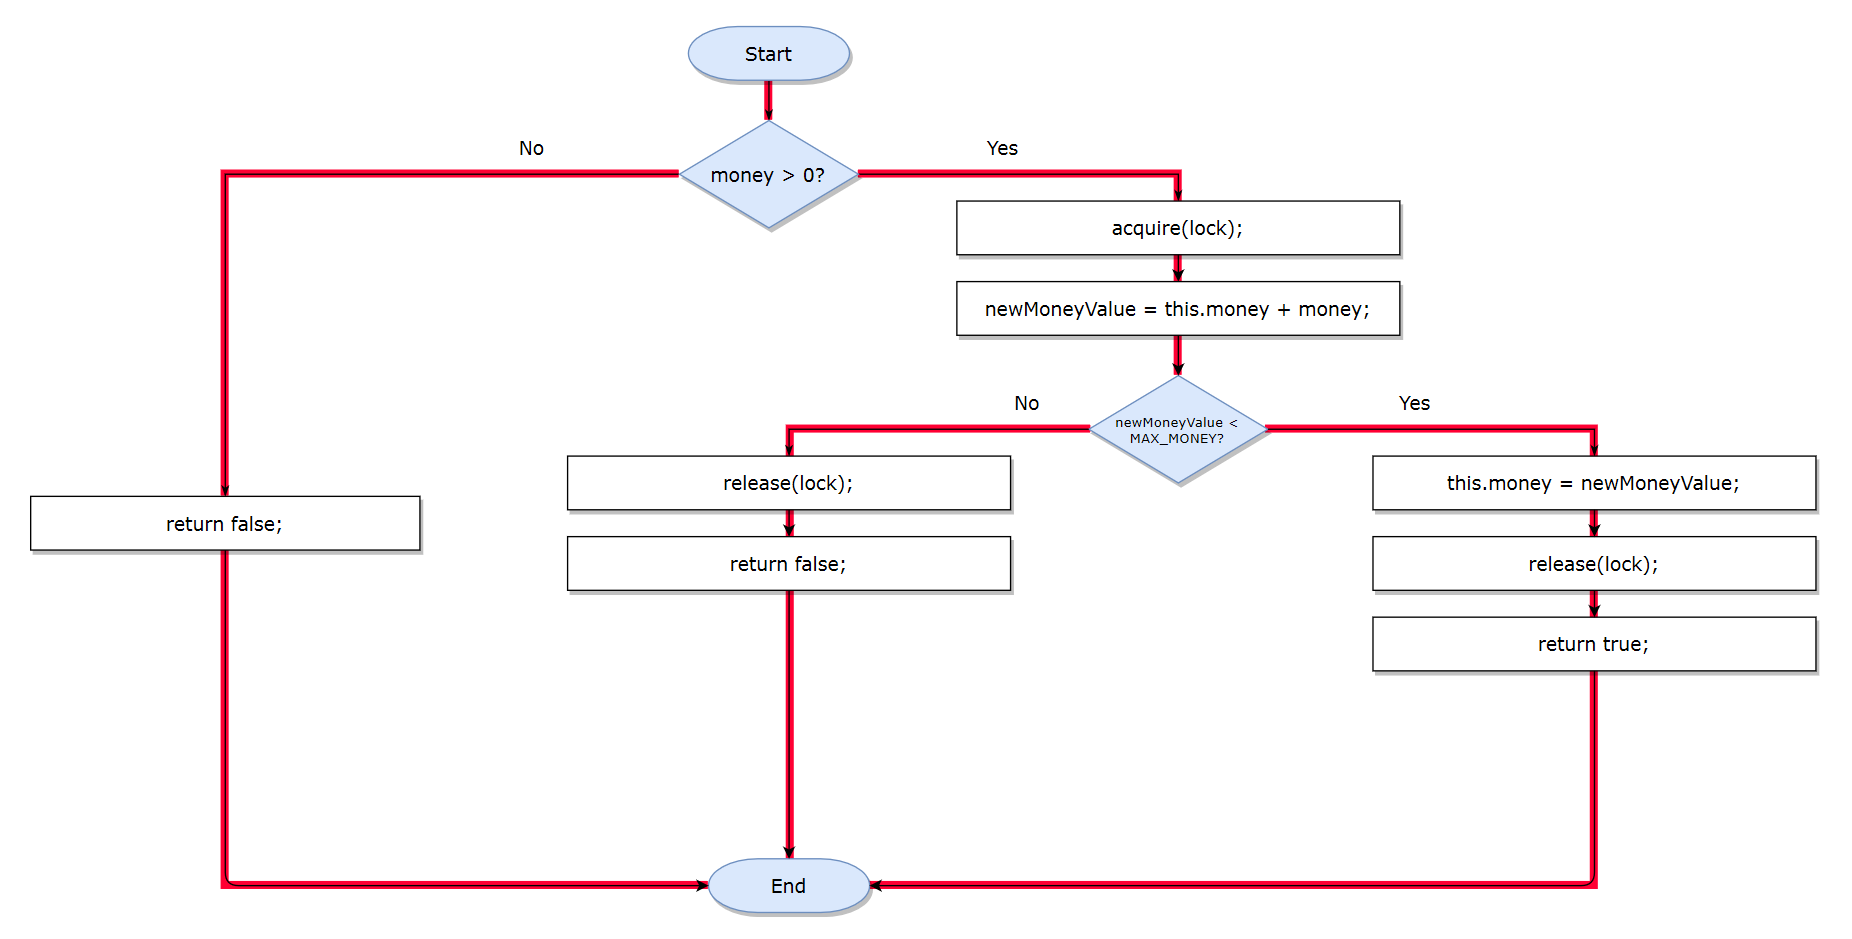 Start
money > 0?
No
Yes
acquire(lock);
newMoneyValue = this.money + money;
newMoneyValue <
MAX_MONEY?
No
Yes
return false;
release(lock);
return false;
this.money = newMoneyValue;
release(lock);
return true;
End